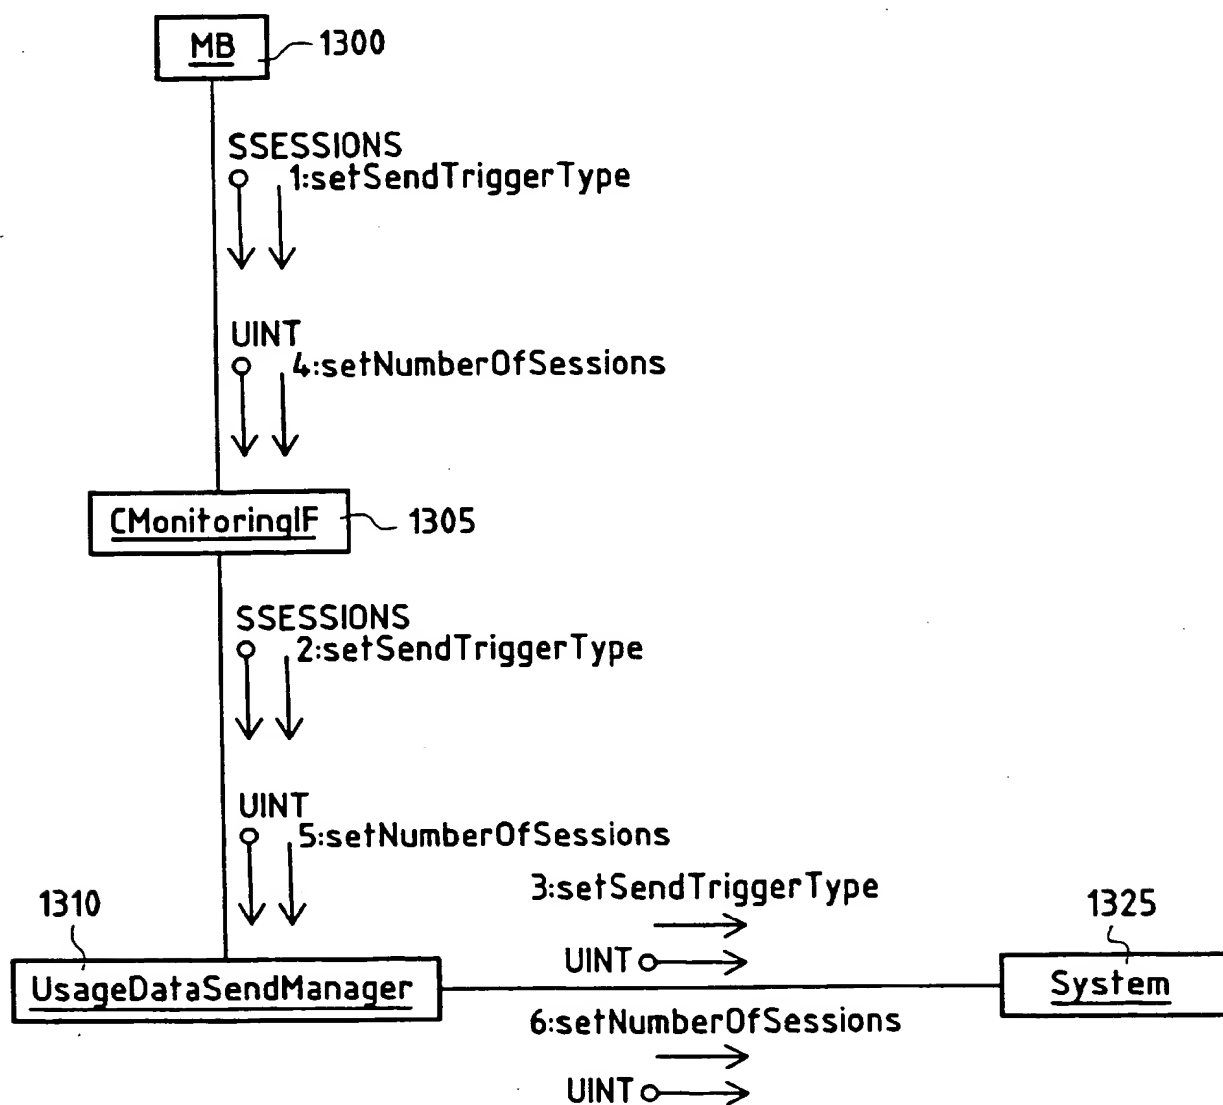 MB
1300
SSESSIONS
1:setSendTriggerType
UINT
4:setNumberOfSessions
CMonitoringIF
1305
SSESSIONS
2:setSendTriggerType
UINT
5:setNumberOfSessions
3:setSendTriggerType
1310
1325
UINT
UsageDataSendManager
System
6:setNumberOfSessions
UINT